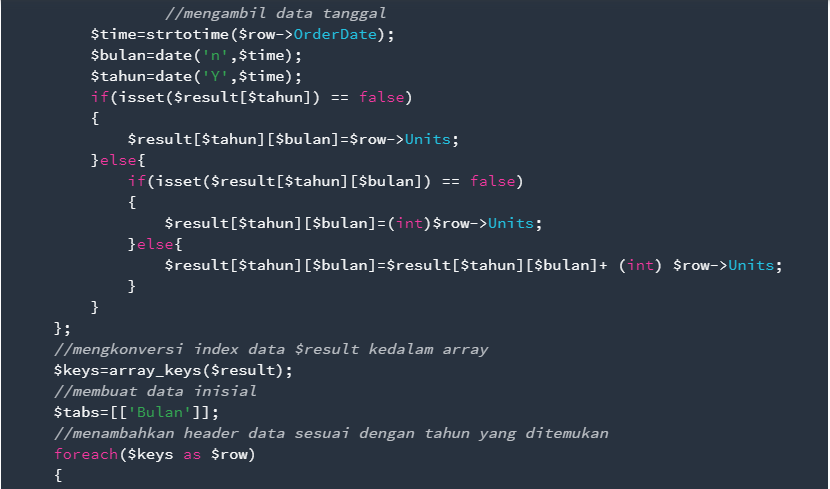 //mengambil data tanggal
$time=strtotime($row->OrderDate);
$bulan=date('n',$time);
$tahun=date('Y',$time);
if(isset($result[$tahun]) == false)
{
$result[$tahun][$bulan]=$row->Units;
}else{
if(isset($result[$tahun][$bulan]) == false)
{
$result[$tahun][$bulan]=(int)$row->Units;
}else{
$result[$tahun][$bulan]=$result[$tahun][$bulan]+ (int) $row->Units;
}
}
};
//mengkonversi index data $result kedalam array
$keys=array_keys($result);
//membuat data inisial
$tabs=[['Bulan']];
//menambahkan header data sesuai dengan tahun yang ditemukan
foreach($keys as $row)
{